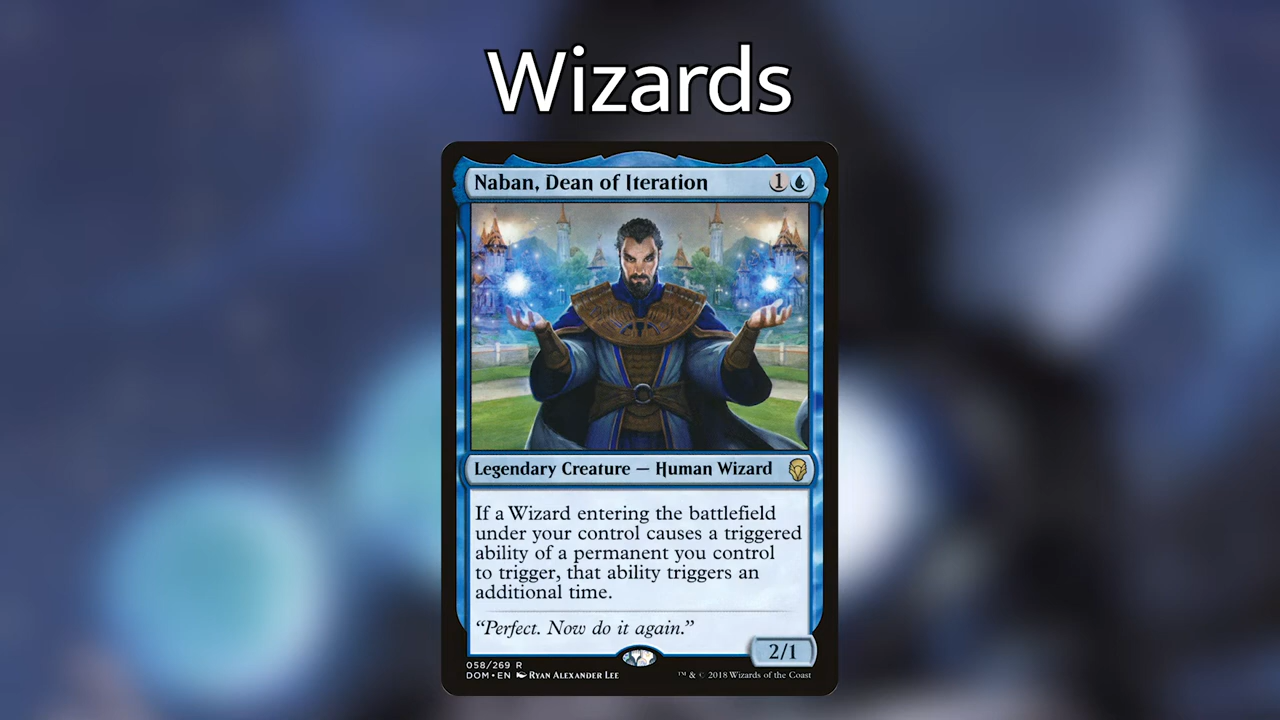 Wizards
Naban, Dean of Iteration 1
Legendary Creature — Human Wizard
If a Wizard entering the battlefield
under your control causes a triggered
ability of a permanent you control
to trigger, that ability triggers an
additional time.
“Perfect. Now do it again.”
2/1
058/269 R
DOM • EN Ryan Alexander Lee
™ & © 2018 Wizards of the Coast